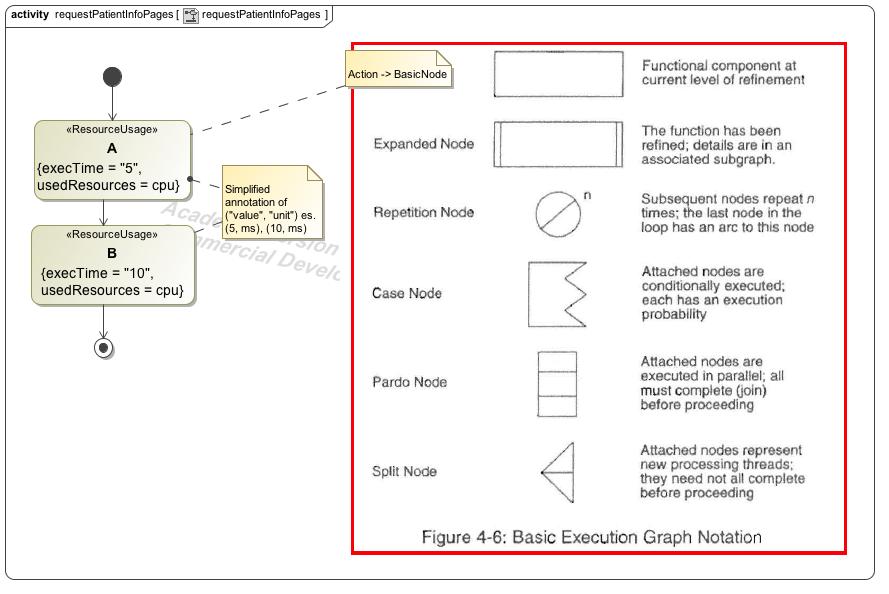 activity requestPatientInfoPages [ requestPatientInfoPages ]
«ResourceUsage»
A
{execTime = "5",
usedResources = cpu}
«ResourceUsage»
B
{execTime = "10",
usedResources = cpu}
Action -> BasicNode
Simplified
annotation of
("value", "unit") es.
(5, ms), (10, ms)
Functional component at
current level of refinement
Expanded Node
The function has been
refined; details are in an
associated subgraph.
Repetition Node
n
Subsequent nodes repeat n
times; the last node in the
loop has an arc to this node
Case Node
Attached nodes are
conditionally executed;
each has an execution
probability
Pardo Node
Attached nodes are
executed in parallel; all
must complete (join)
before proceeding
Split Node
Attached nodes represent
new processing threads;
they need not all complete
before proceeding
Figure 4-6: Basic Execution Graph Notation